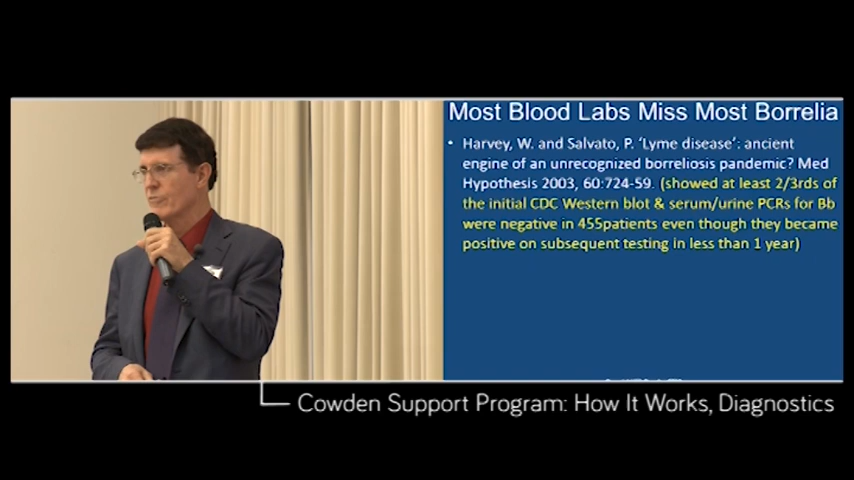 Most Blood Labs Miss Most Borrelia
• Harvey, W. and Salvato, P. ‘Lyme disease’: ancient
engine of an unrecognized borreliosis pandemic? Med
Hypothesis 2003, 60:724-59. (showed at least 2/3rds of
the initial CDC Western blot & serum/urine PCRs for Bb
were negative in 455patients even though they became
positive on subsequent testing in less than 1 year)
Cowden Support Program: How It Works, Diagnostics